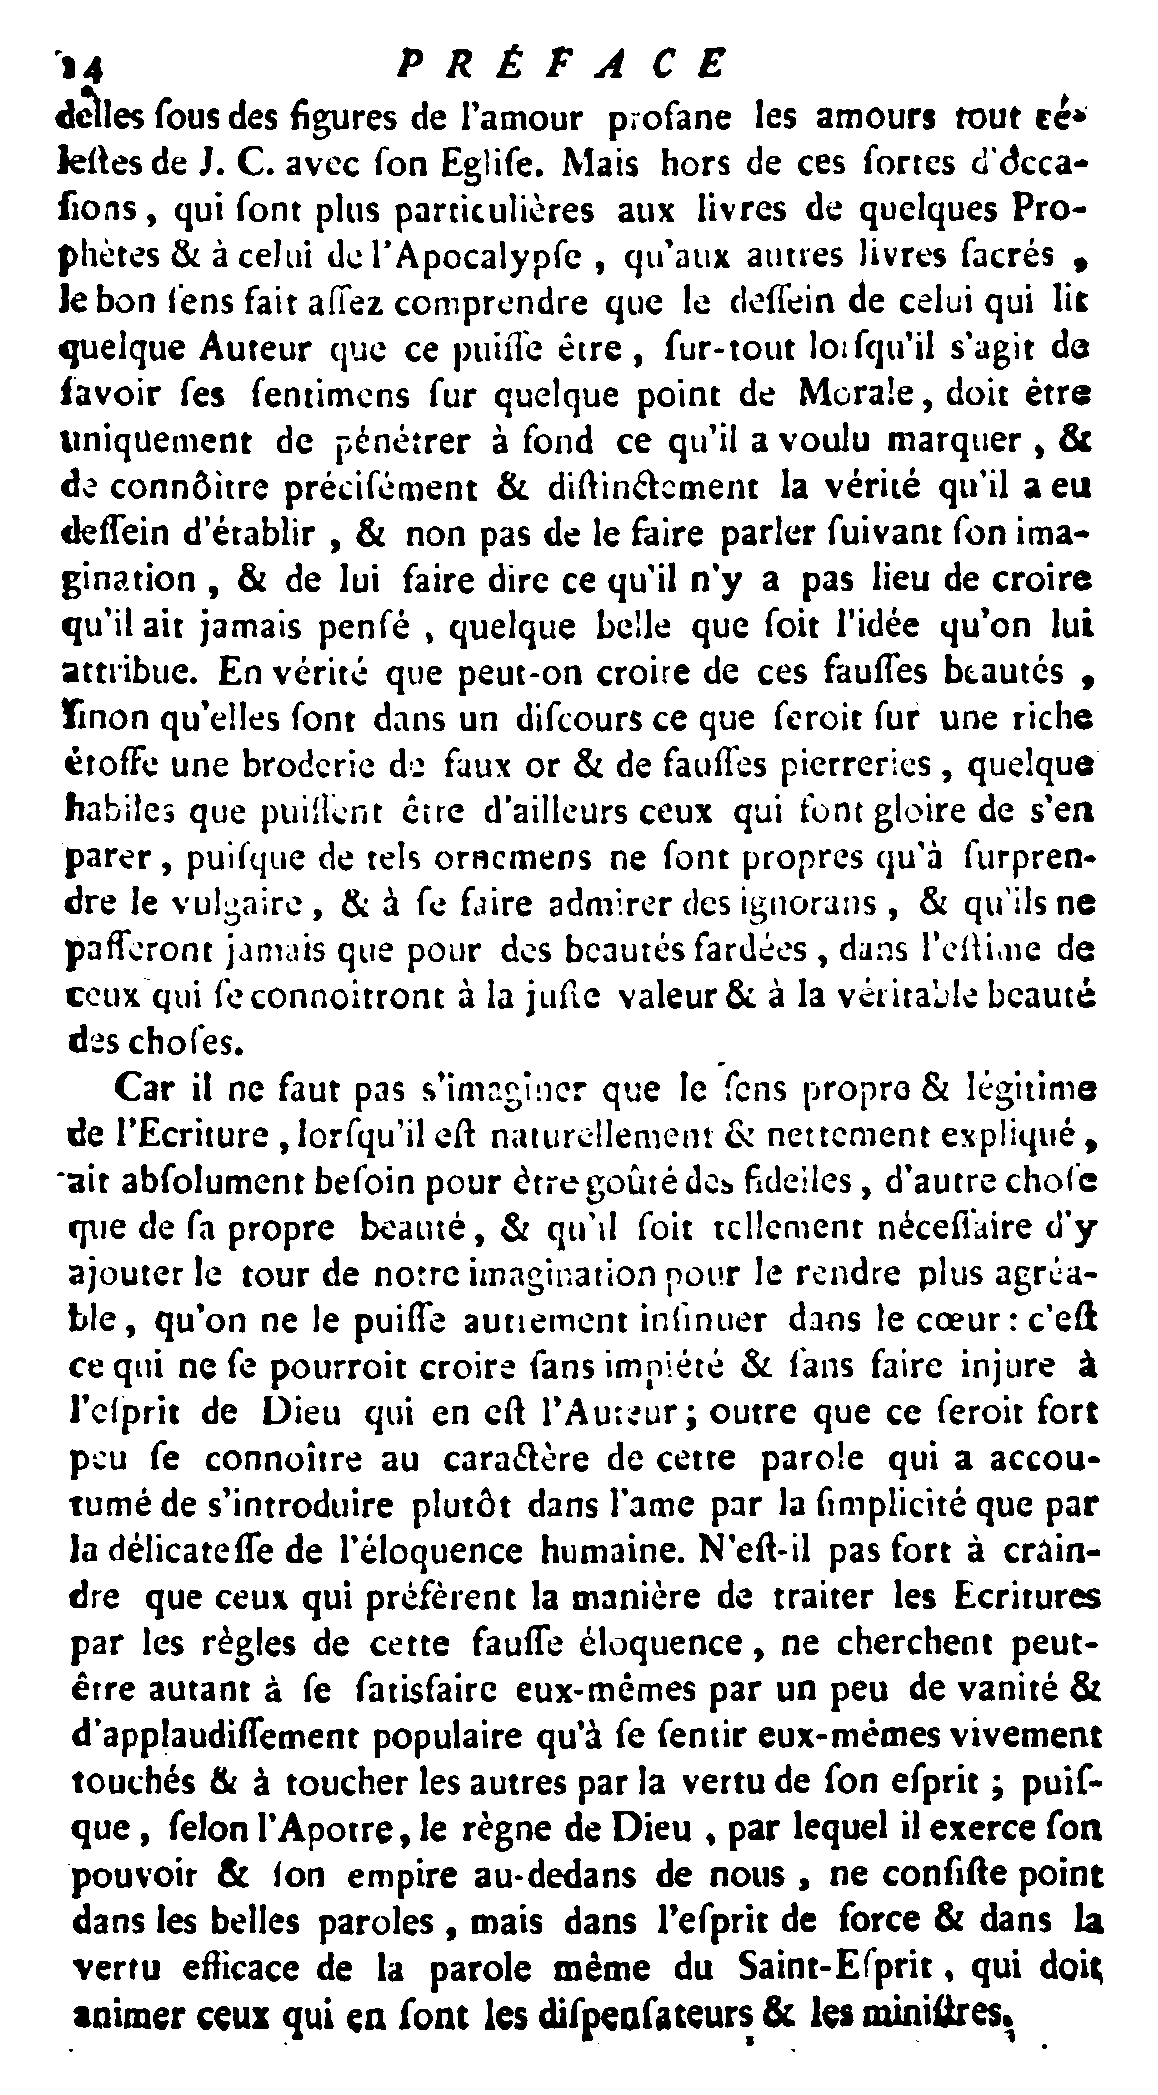 14 PRÉFACE
delles ſous des figures de l'amour profane les amours tout cé-
leſtes de J. C. avec ſon Egliſe. Mais hors de ces ſortes d'occa-
ſions, qui ſont plus particulières aux livres de quelques Pro-
phètes & à celui de l'Apocalypſe, qu'aux autres livres ſacrés,
le bon ſens fait aſſez comprendre que le deſſein de celui qui lit
quelque Auteur que ce puiſſe être, ſur-tout lorſqu'il s'agit de
ſavoir ſes ſentimens ſur quelque point de Morale, doit être
uniquement de pénétrer à fond ce qu'il a voulu marquer, &
de connôitre préciſément & diſtinctement la vérité qu'il a eu
deſſein d'établir, & non pas de le faire parler ſuivant ſon ima-
gination, & de lui faire dire ce qu'il n'y a pas lieu de croire
qu'il ait jamais penſé, quelque belle que ſoit l'idée qu'on lui
attribue. En vérité que peut-on croire de ces fauſſes beautés,
ſinon qu'elles ſont dans un diſcours ce que ſeroit ſur une riche
étoffe une broderie de faux or & de fauſſes pierreries, quelque
habiles que puiſſent être d'ailleurs ceux qui font gloire de s'en
parer, puiſque de tels ornemens ne ſont propres qu'à ſurpren-
dre le vulgaire, & à ſe faire admirer des ignorans, & qu'ils ne
paſſeront jamais que pour des beautés fardées, dans l'eſtime de
ceux qui ſe connoitront à la juſte valeur & à la véritable beauté
des choſes.
Car il ne faut pas s'imaginer que le ſens propre & légitime
de l'Ecriture, lorſqu'il eſt naturellement & nettement expliqué,
ait abſolument beſoin pour être goûté des fidelles, d'autre choſe
que de ſa propre beauté, & qu'il ſoit tellement néceſſaire d'y
ajouter le tour de notre imagination pour le rendre plus agréa-
ble, qu'on ne le puiſſe autrement inſinuer dans le cœur : c'eſt
ce qui ne ſe pourroit croire ſans impiété & ſans faire injure à
l'eſprit de Dieu qui en eſt l'Auteur ; outre que ce ſeroit fort
peu ſe connoître au caractère de cette parole qui a accou-
tumé de s'introduire plutôt dans l'ame par la ſimplicité que par
la délicateſſe de l'éloquence humaine. N'eſt-il pas fort à crain-
dre que ceux qui préfèrent la manière de traiter les Ecritures
par les règles de cette fauſſe éloquence, ne cherchent peut-
être autant à ſe ſatisfaire eux-mêmes par un peu de vanité &
d'applaudiſſement populaire qu'à ſe ſentir eux-mêmes vivement
touchés & à toucher les autres par la vertu de ſon eſprit ; puiſ-
que, ſelon l'Apotre, le règne de Dieu, par lequel il exerce ſon
pouvoir & ſon empire au-dedans de nous, ne conſiſte point
dans les belles paroles, mais dans l'eſprit de force & dans la
vertu efficace de la parole même du Saint-Eſprit, qui doit
animer ceux qui en ſont les diſpenſateurs & les miniſtres.